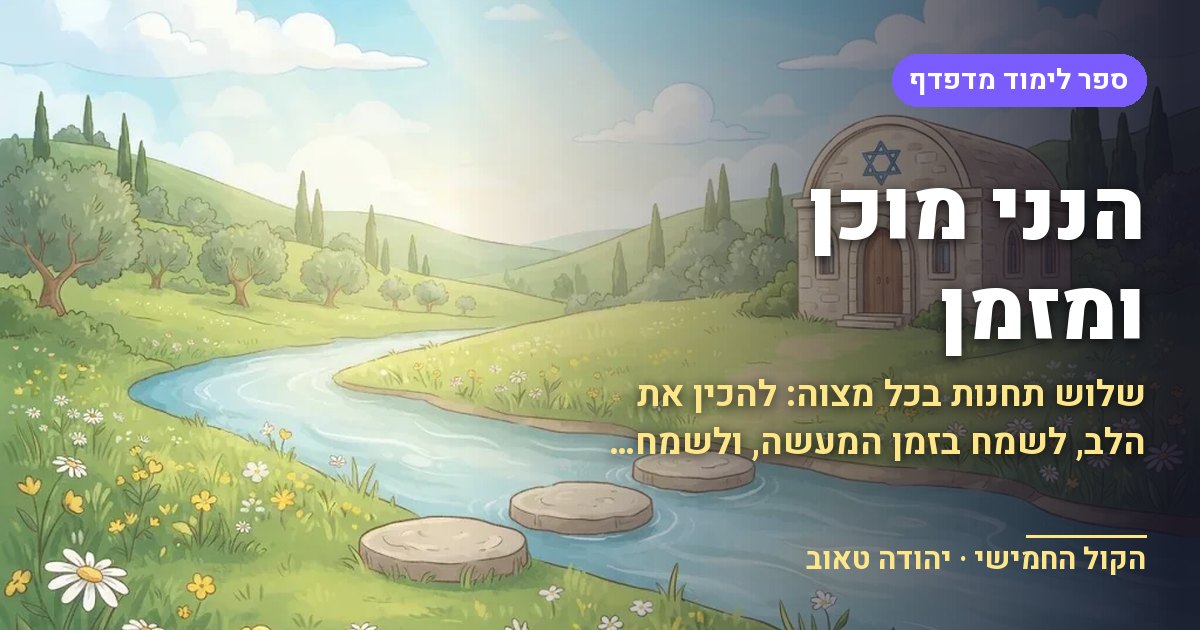 ספר לימוד מדפדף
הנני מוכן
ומזמן
שלוש תחנות בכל מצוה: להכין את
הלב, לשמח בזמן המעשה, ולשמח...
הקול החמישי · יהודה טאוב